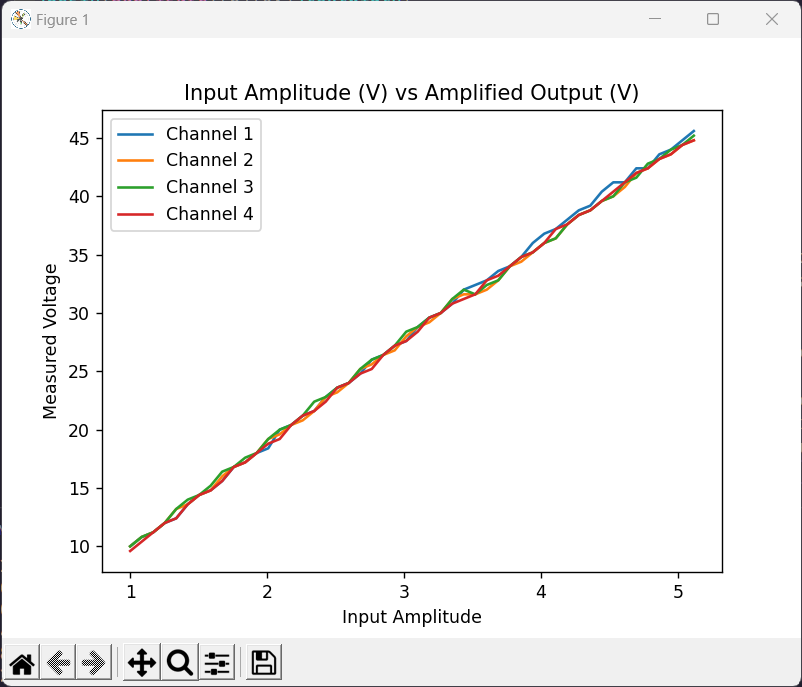 Figure 1
Input Amplitude (V) vs Amplified Output (V)
Channel 1
Channel 2
Channel 3
Channel 4
45
40
35
30
25
20
15
10
Measured Voltage
1 2 3 4 5
Input Amplitude